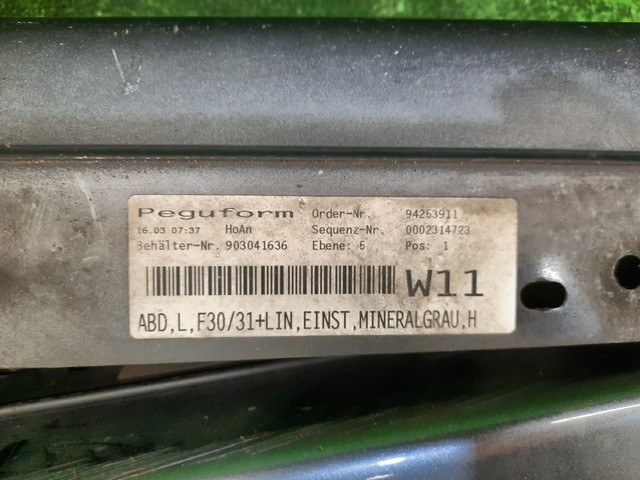 Peguform Order-Nr. 94253911
16.03 07:37 HoAn Sequenz-Nr. 0002314723
Behälter-Nr. 903041636 Ebene: 6 Pos: 1
W11
ABD,L,F30/31+LIN,EINST,MINERALGRAU,H